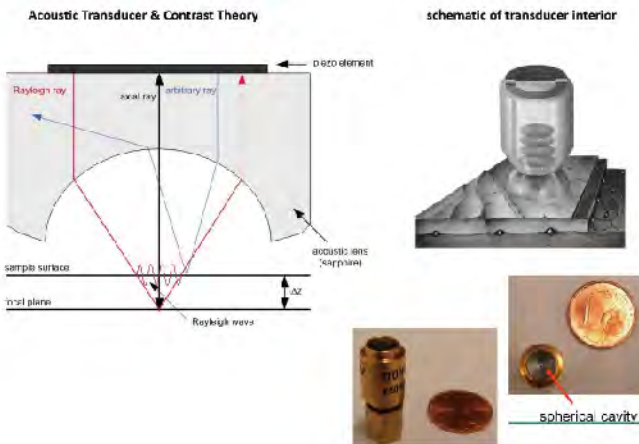 Acoustic Transducer & Contrast Theory
schematic of transducer interior
piezo element
Rayleigh ray
axial ray
arbitrary ray
acoustic lens
(sapphire)
sample surface
ΔZ
focal plane
Rayleigh wave
1
spherical cavity